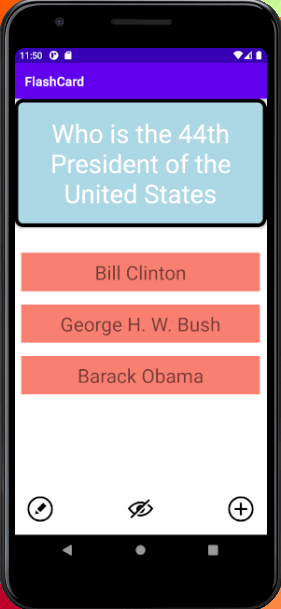 11:50
FlashCard
Who is the 44th
President of the
United States
Bill Clinton
George H. W. Bush
Barack Obama